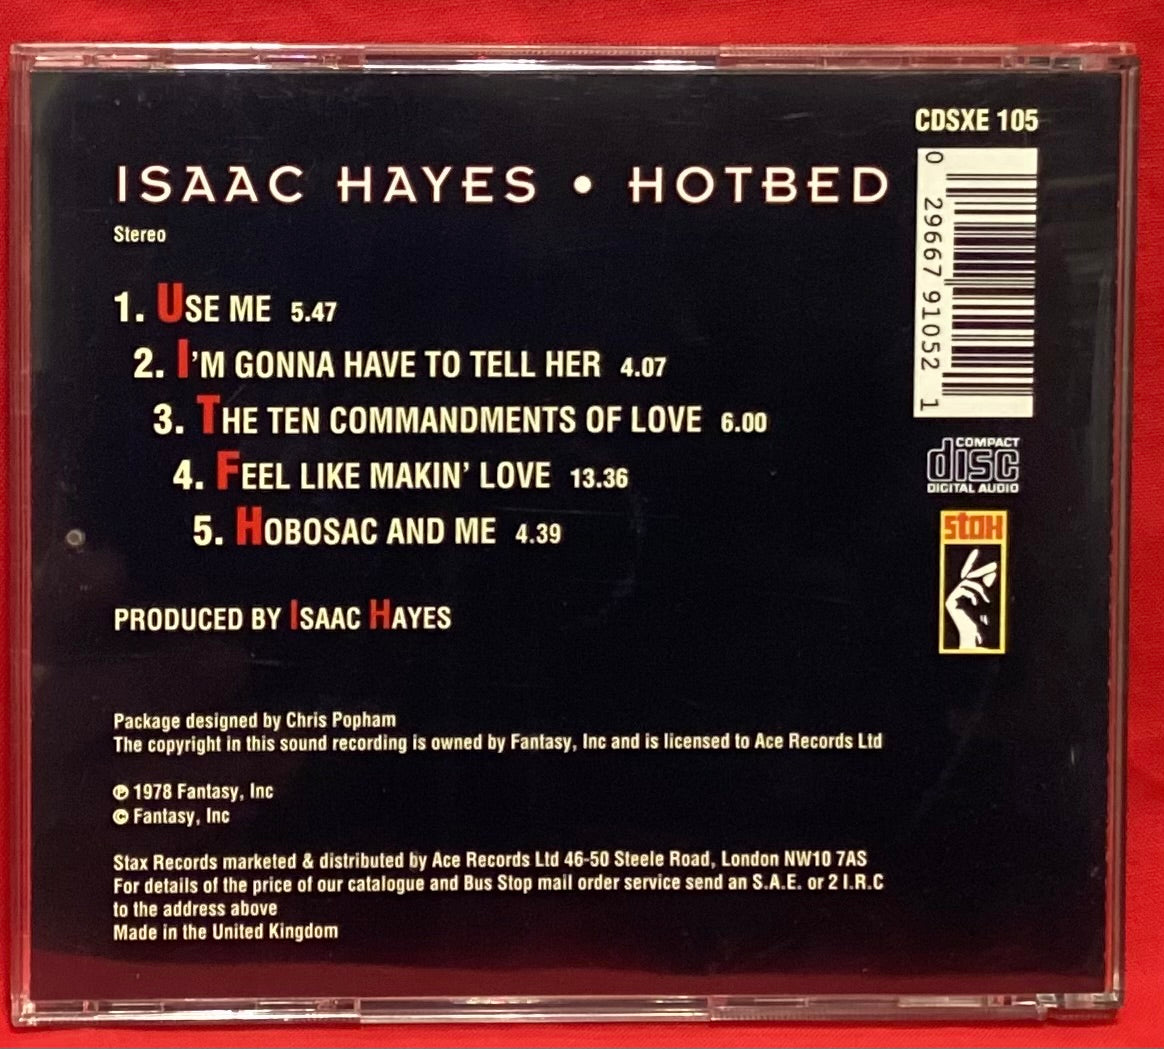 CDSXE 105
ISAAC HAYES • HOTBED
Stereo
1. USE ME 5.47
2. I'M GONNA HAVE TO TELL HER 4.07
3. THE TEN COMMANDMENTS OF LOVE 6.00
4. FEEL LIKE MAKIN' LOVE 13.36
5. HOBOSAC AND ME 4.39
PRODUCED BY ISAAC HAYES
0 29667 91052 1
COMPACT
disc
DIGITAL AUDIO
STAX
Package designed by Chris Popham
The copyright in this sound recording is owned by Fantasy, Inc and is licensed to Ace Records Ltd
℗ 1978 Fantasy, Inc
© Fantasy, Inc
Stax Records marketed & distributed by Ace Records Ltd 46-50 Steele Road, London NW10 7AS
For details of the price of our catalogue and Bus Stop mail order service send an S.A.E. or 2 I.R.C
to the address above
Made in the United Kingdom